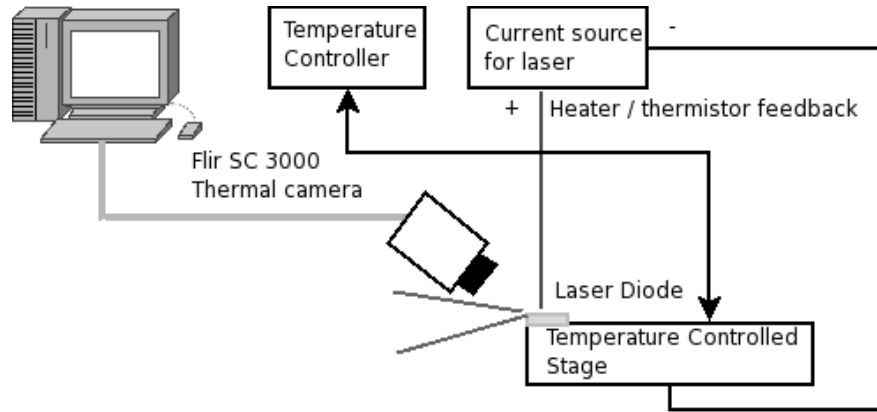 Temperature
Controller
Current source
for laser
-
+
Heater / thermistor feedback
Flir SC 3000
Thermal camera
Laser Diode
Temperature Controlled
Stage